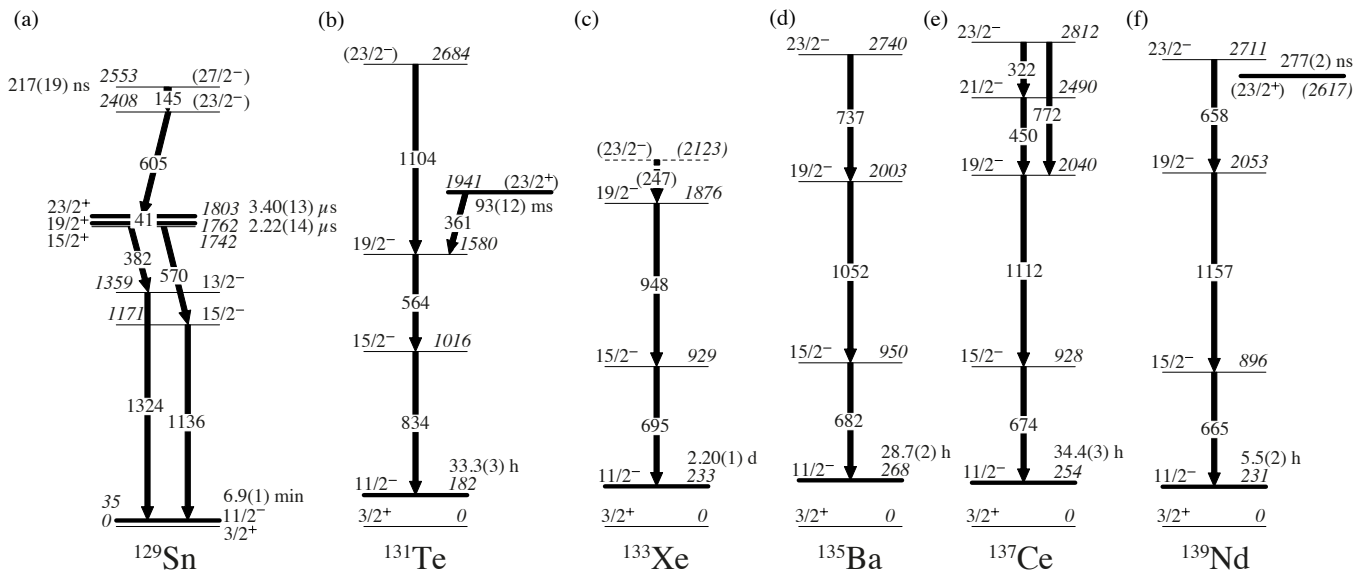 (a)
217(19) ns
2553 (27/2⁻)
145
2408 (23/2⁻)
605
23/2⁺ 1803 3.40(13) μs
19/2⁺ 41 1762 2.22(14) μs
15/2⁺ 1742
382
570
1359 13/2⁻
1171 15/2⁻
1324
1136
6.9(1) min
35 11/2⁻
0 3/2⁺
¹²⁹Sn
(b)
(23/2⁻) 2684
1104
1941 (23/2⁺)
93(12) ms
361
19/2⁻ 1580
564
15/2⁻ 1016
834
33.3(3) h
11/2⁻ 182
3/2⁺ 0
¹³¹Te
(c)
(23/2⁻) (2123)
(247)
19/2⁻ 1876
948
15/2⁻ 929
695
2.20(1) d
11/2⁻ 233
3/2⁺ 0
¹³³Xe
(d)
23/2⁻ 2740
737
19/2⁻ 2003
1052
15/2⁻ 950
682
28.7(2) h
11/2⁻ 268
3/2⁺ 0
¹³⁵Ba
(e)
23/2⁻ 2812
322
21/2⁻ 2490
772
450
19/2⁻ 2040
1112
15/2⁻ 928
674
34.4(3) h
11/2⁻ 254
3/2⁺ 0
¹³⁷Ce
(f)
23/2⁻ 2711
277(2) ns
(23/2⁺) (2617)
658
19/2⁻ 2053
1157
15/2⁻ 896
665
5.5(2) h
11/2⁻ 231
3/2⁺ 0
¹³⁹Nd